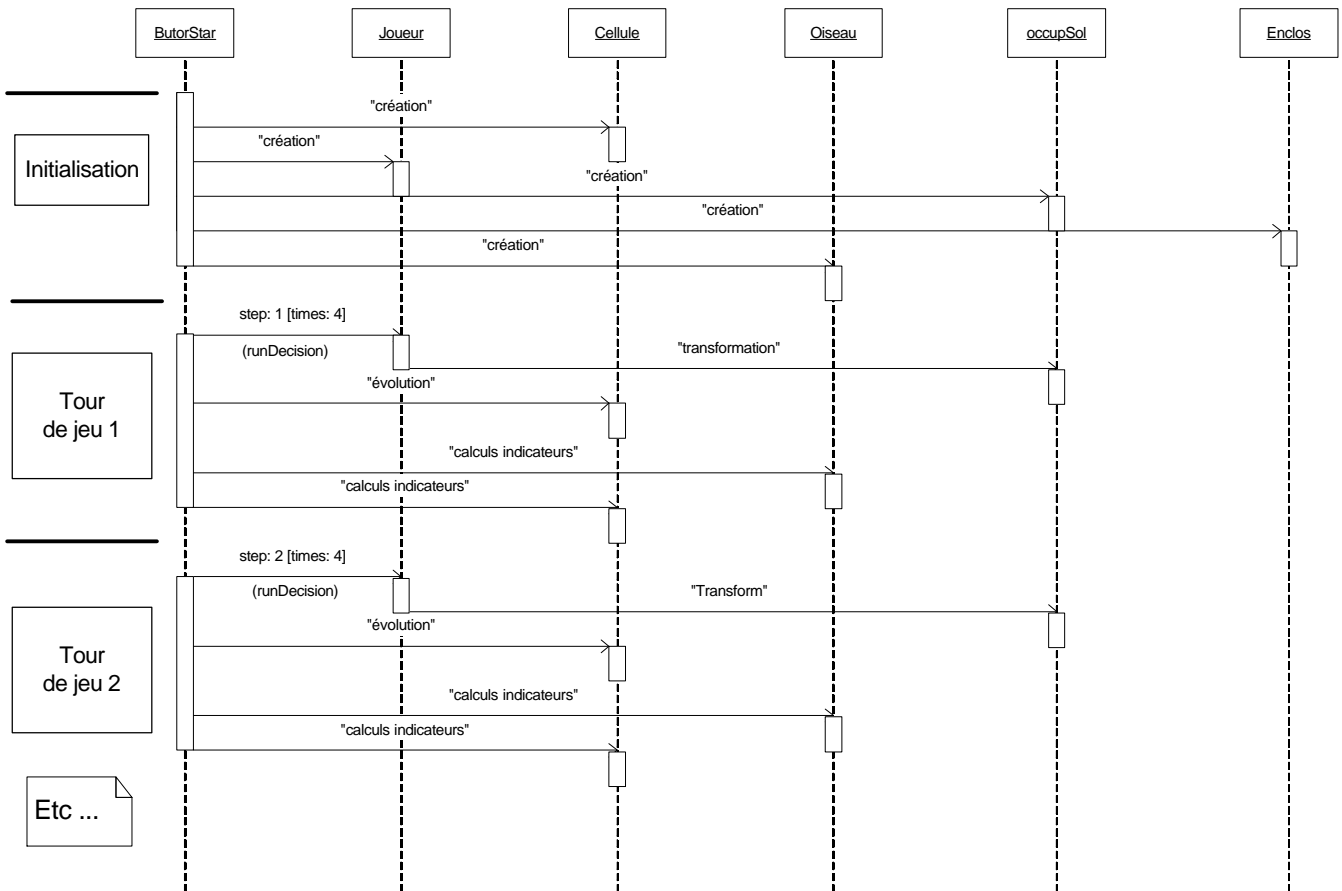 ButorStar
Joueur
Cellule
Oiseau
occupSol
Enclos
Initialisation
"création"
"création"
"création"
"création"
"création"
Tour
de jeu 1
step: 1 [times: 4]
(runDecision)
"transformation"
"évolution"
"calculs indicateurs"
"calculs indicateurs"
Tour
de jeu 2
step: 2 [times: 4]
(runDecision)
"Transform"
"évolution"
"calculs indicateurs"
"calculs indicateurs"
Etc ...